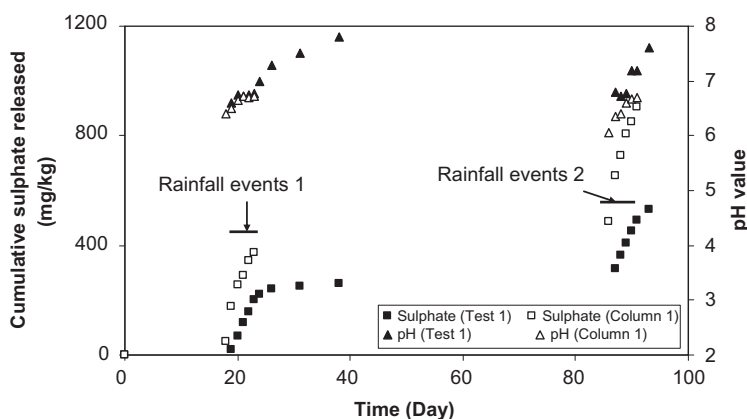 1200
8
7
900
6
Rainfall events 1
Rainfall events 2
600
5
4
400
3
Sulphate (Test 1)
Sulphate (Column 1)
pH (Test 1)
pH (Column 1)
0
2
0
20
40
60
80
100
Time (Day)
Cumulative sulphate released
(mg/kg)
pH value